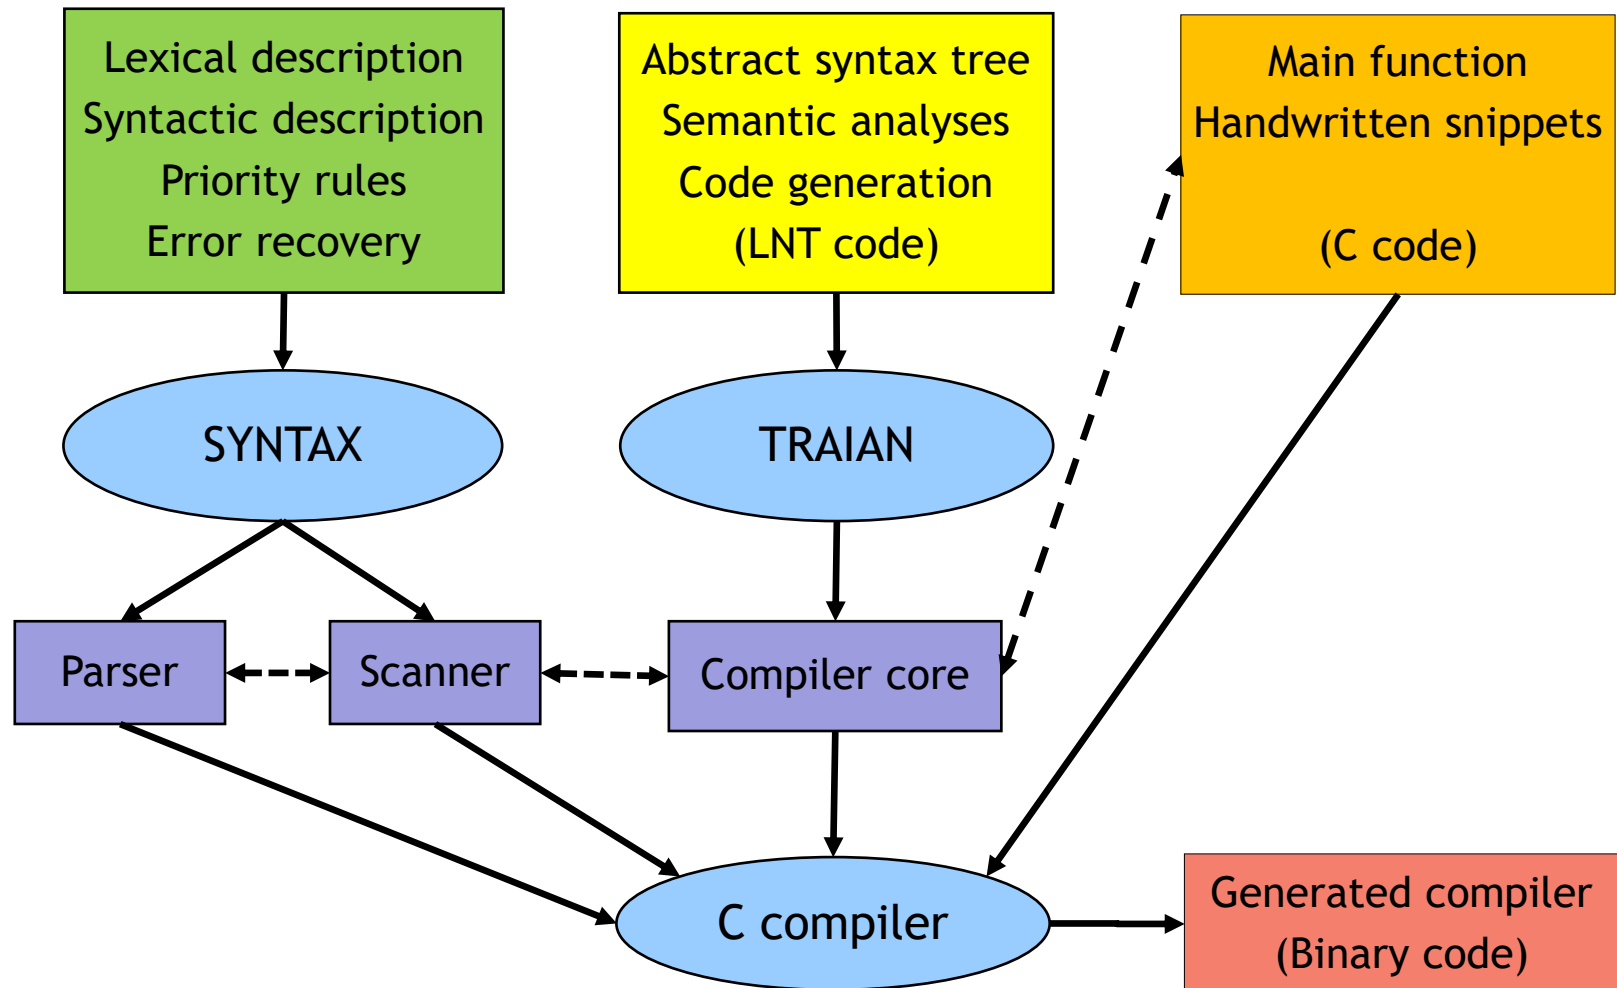 Lexical description
Syntactic description
Priority rules
Error recovery
Abstract syntax tree
Semantic analyses
Code generation
(LNT code)
Main function
Handwritten snippets
(C code)
SYNTAX
TRAIAN
Parser
Scanner
Compiler core
C compiler
Generated compiler
(Binary code)